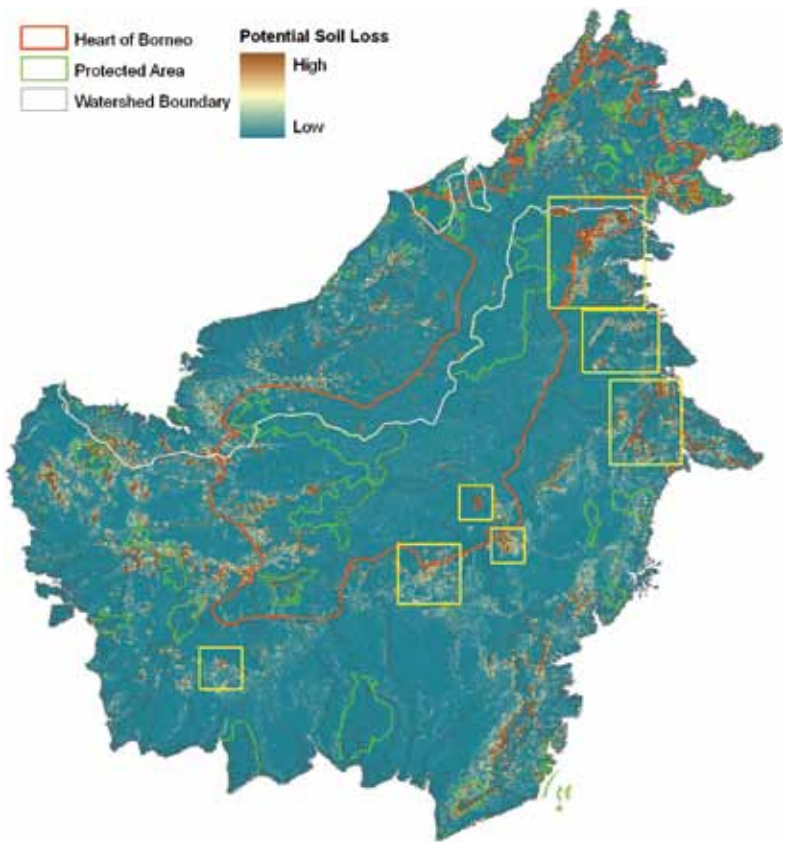 Heart of Borneo
Protected Area
Watershed Boundary
Potential Soil Loss
High
Low